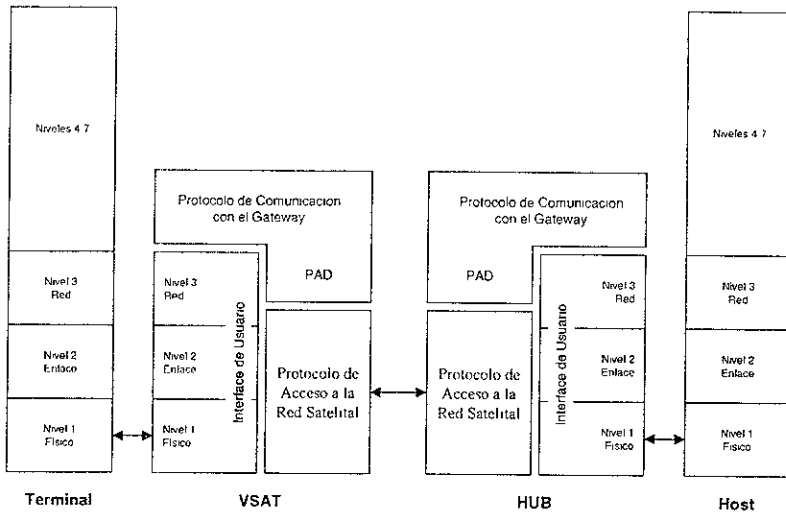 Niveles 4 7
Nivel 3
Red
Nivel 2
Enlace
Nivel 1
Físico
Terminal
Protocolo de Comunicacion
con el Gateway
PAD
Nivel 3
Red
Nivel 2
Enlace
Nivel 1
Físico
Interface de Usuario
Protocolo de
Acceso a la
Red Satelital
VSAT
Protocolo de Comunicacion
con el Gateway
PAD
Protocolo de
Acceso a la
Red Satelital
Interface de Usuario
Nivel 3
Red
Nivel 2
Enlace
Nivel 1
Fisico
HUB
Niveles 4 7
Nivel 3
Red
Nivel 2
Enlace
Nivel 1
Fisico
Host